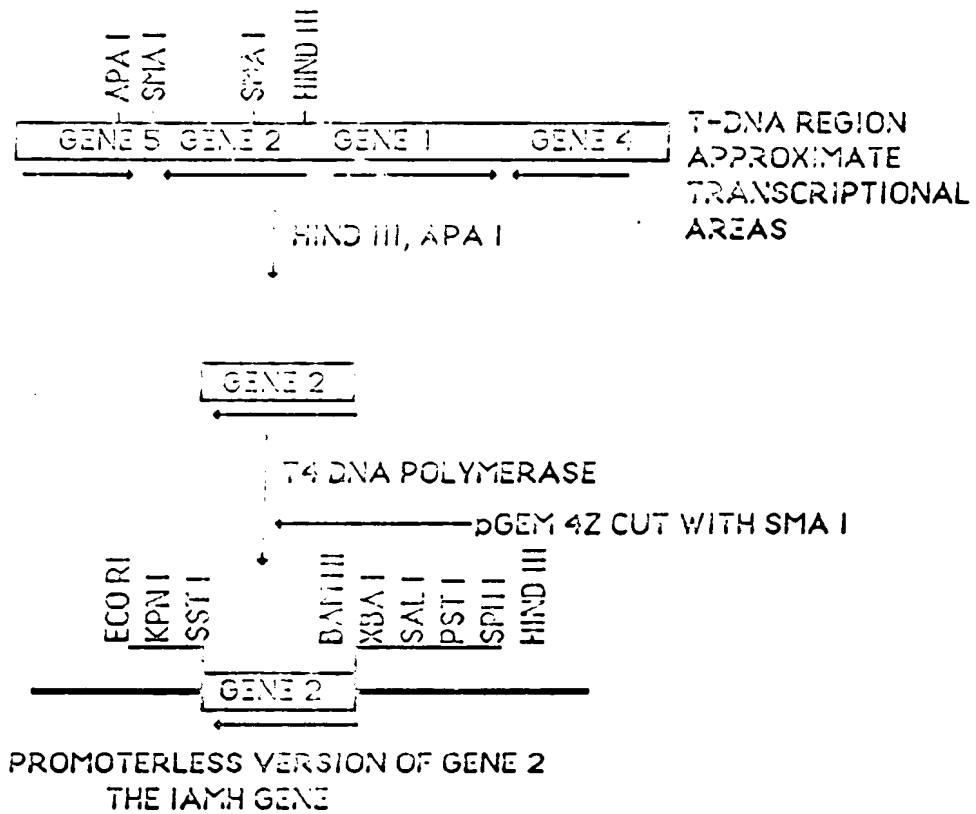 APA I
SMA I
SMA I
HIND III
GENE 5
GENE 2
GENE 1
GENE 4
T-DNA REGION
APPROXIMATE
TRANSCRIPTIONAL
AREAS
HIND III, APA I
GENE 2
T4 DNA POLYMERASE
pGEM 4Z CUT WITH SMA I
ECO RI
KPN I
SST I
BAM HI
XBA I
SAL I
PST I
SPH I
HIND III
GENE 2
PROMOTERLESS VERSION OF GENE 2
THE IAMH GENE